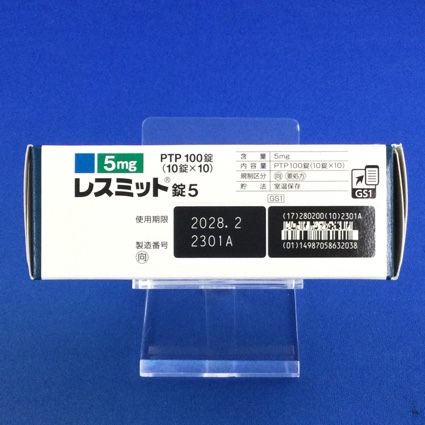 5mg
PTP 100錠
(10錠×10)
レスミット®錠5
含量 5mg
内容量 PTP100錠(10錠×10)
規制区分 向 要処方
貯法 室温保存
GS1
GS1
使用期限 2028.2
製造番号 2301A
向
(17)280200(10)2301A
(01)14987058632038